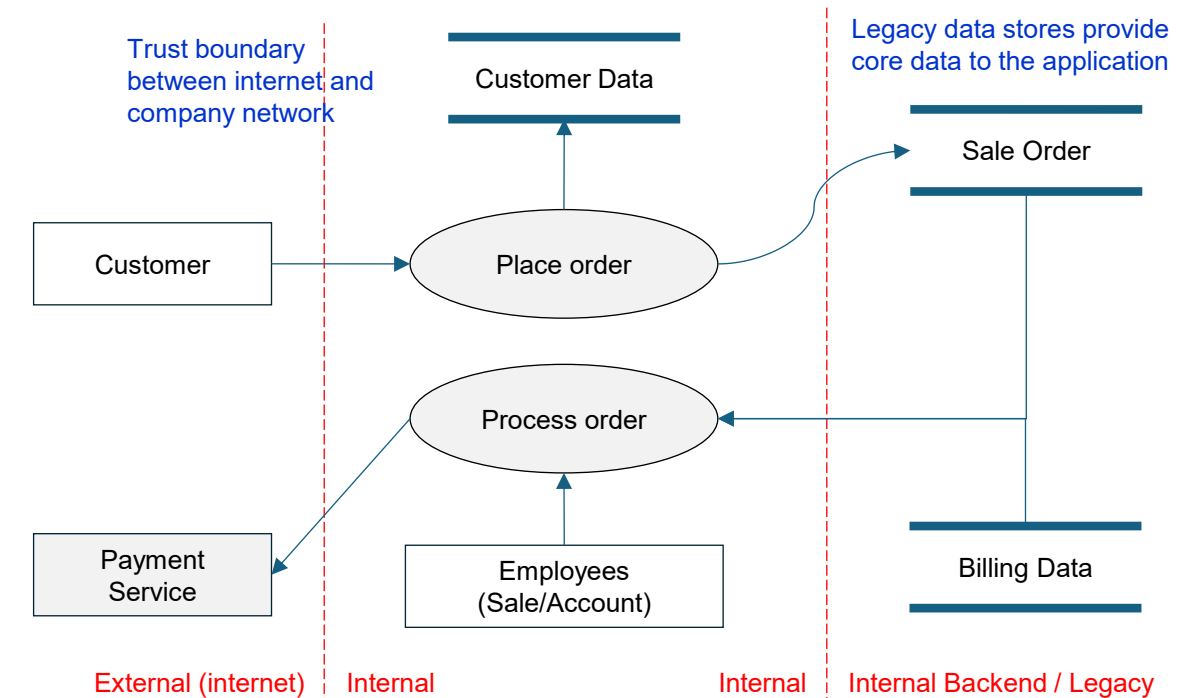 Trust boundary
between internet and
company network
Customer Data
Legacy data stores provide
core data to the application
Sale Order
Customer
Place order
Process order
Payment
Service
Employees
(Sale/Account)
Billing Data
External (internet)
Internal
Internal
Internal Backend / Legacy